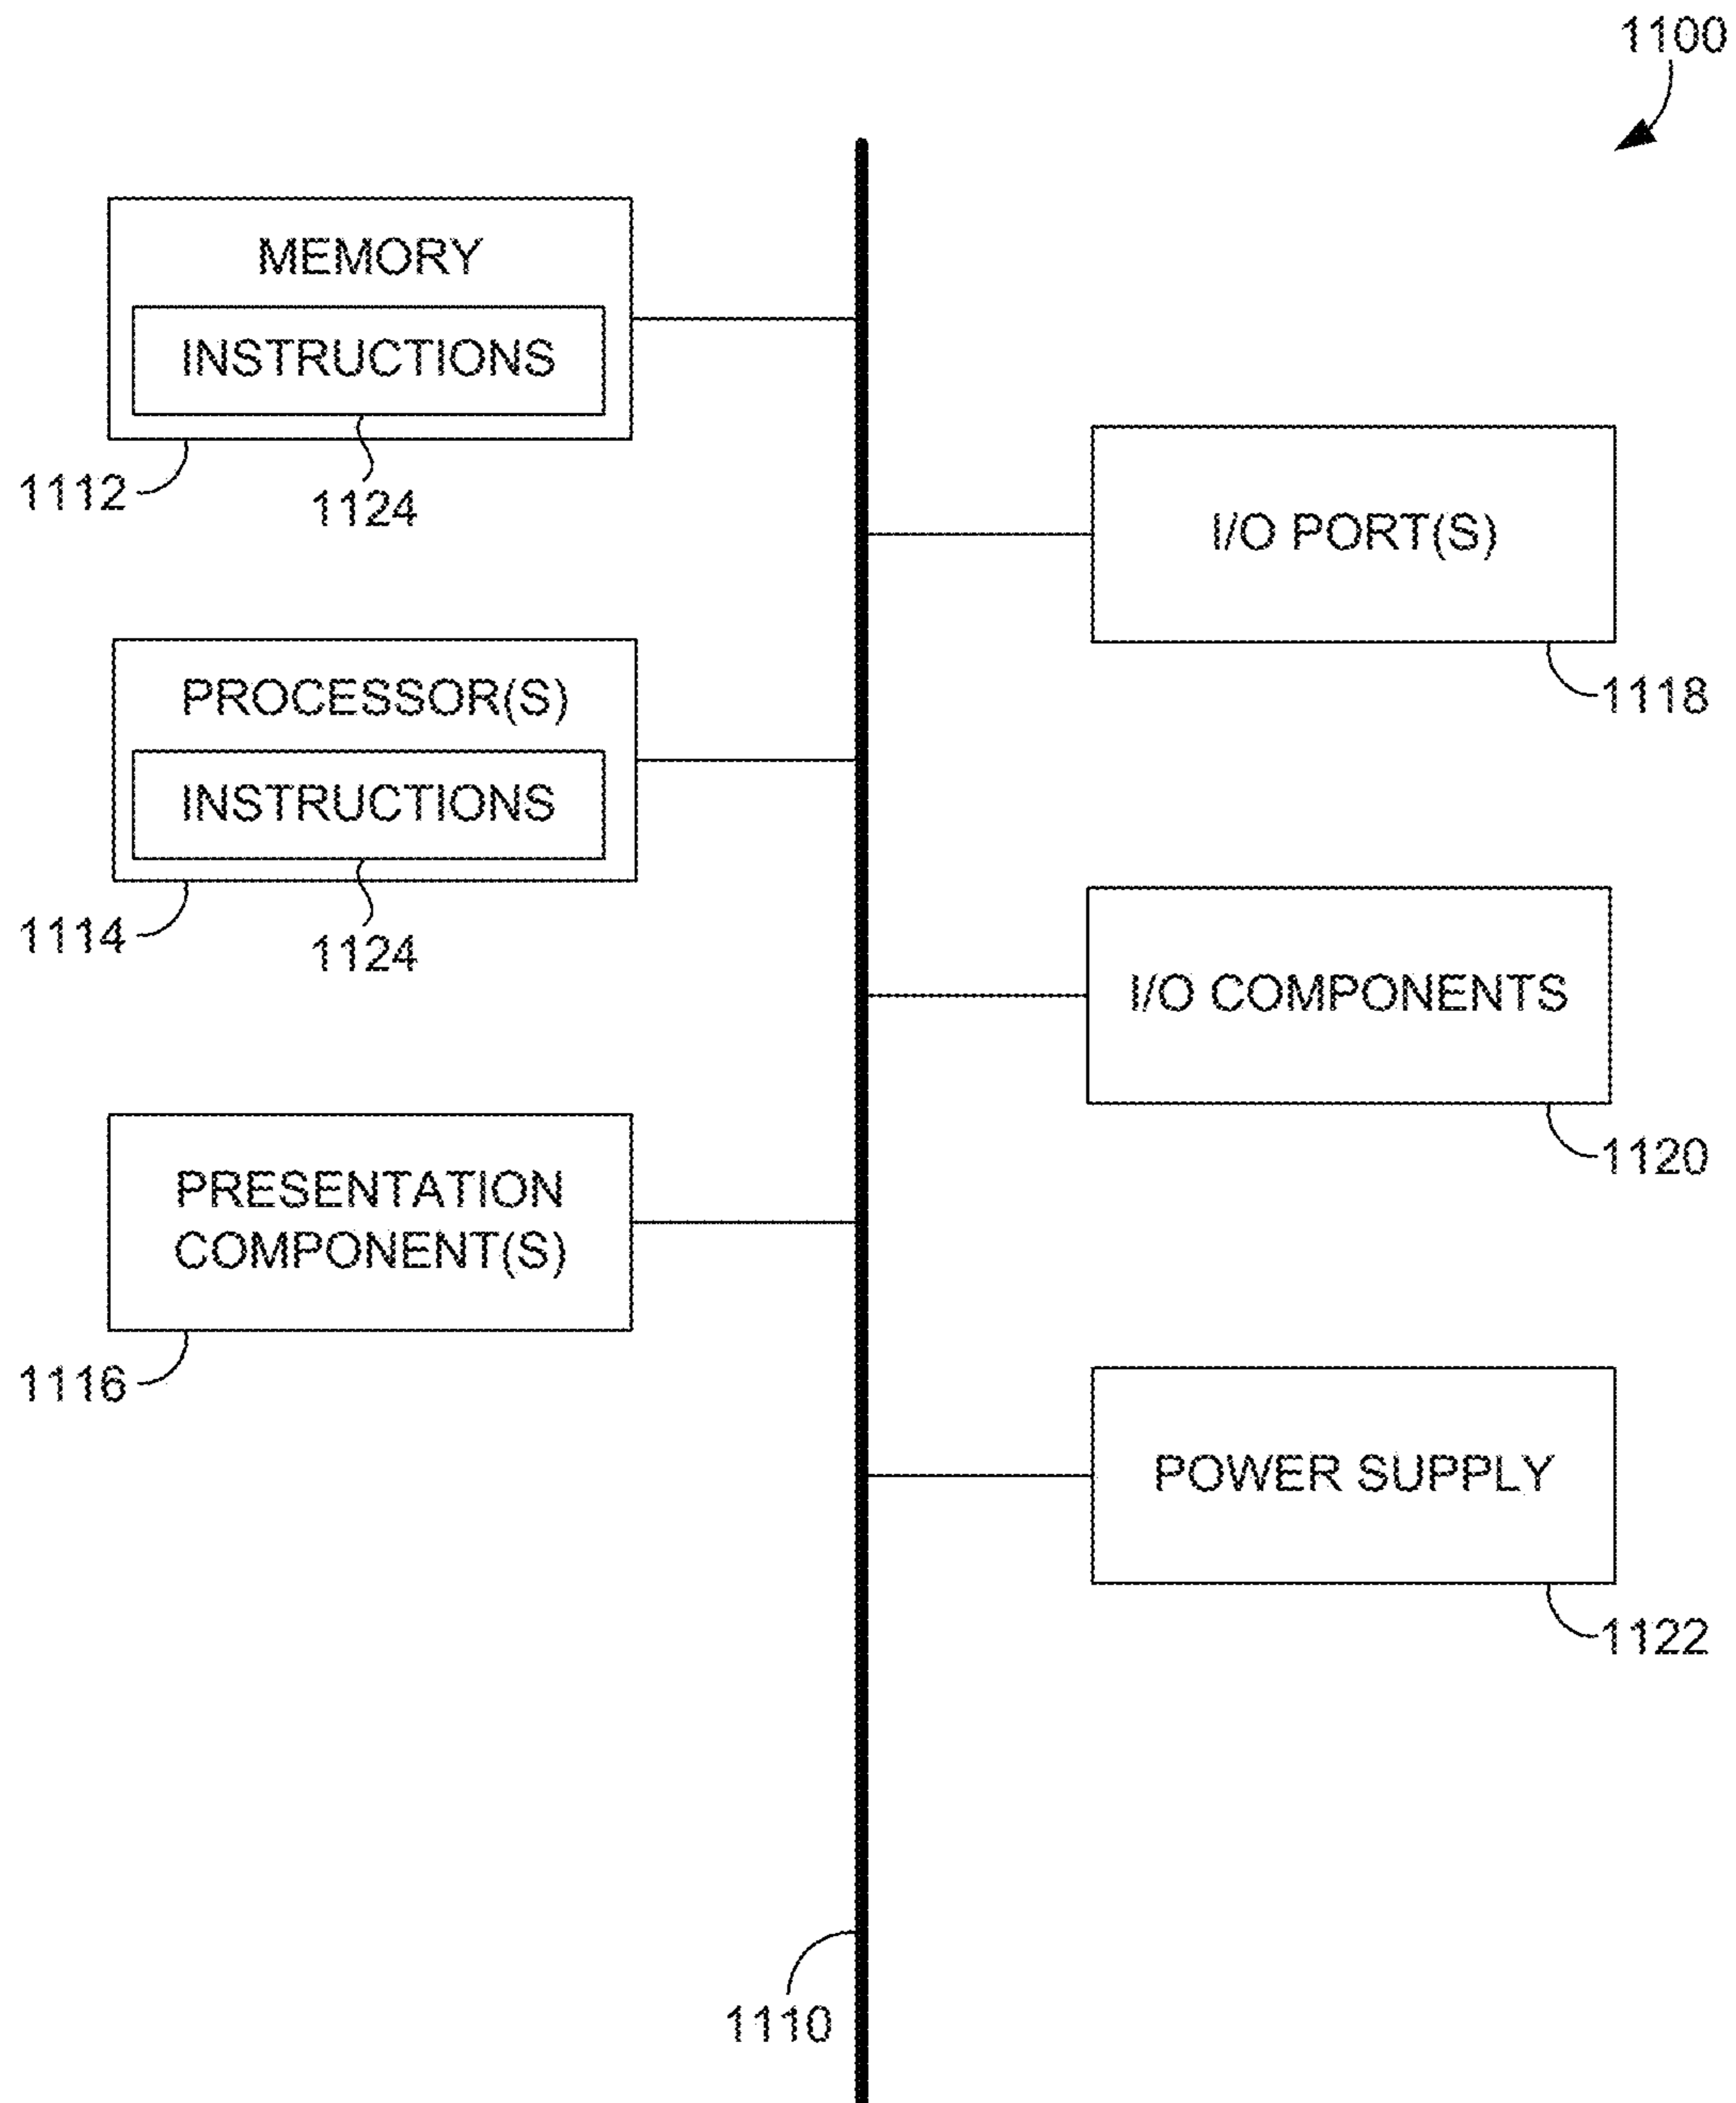 1100
MEMORY
INSTRUCTIONS
1112
1124
I/O PORT(S)
1118
PROCESSOR(S)
INSTRUCTIONS
1114
1124
I/O COMPONENTS
1120
PRESENTATION
COMPONENT(S)
1116
POWER SUPPLY
1122
1110